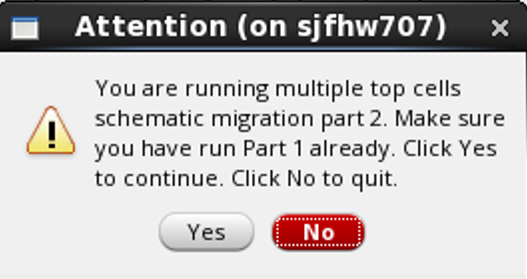 Attention (on sjfhw707)
You are running multiple top cells
schematic migration part 2. Make sure
you have run Part 1 already. Click Yes
to continue. Click No to quit.
Yes No